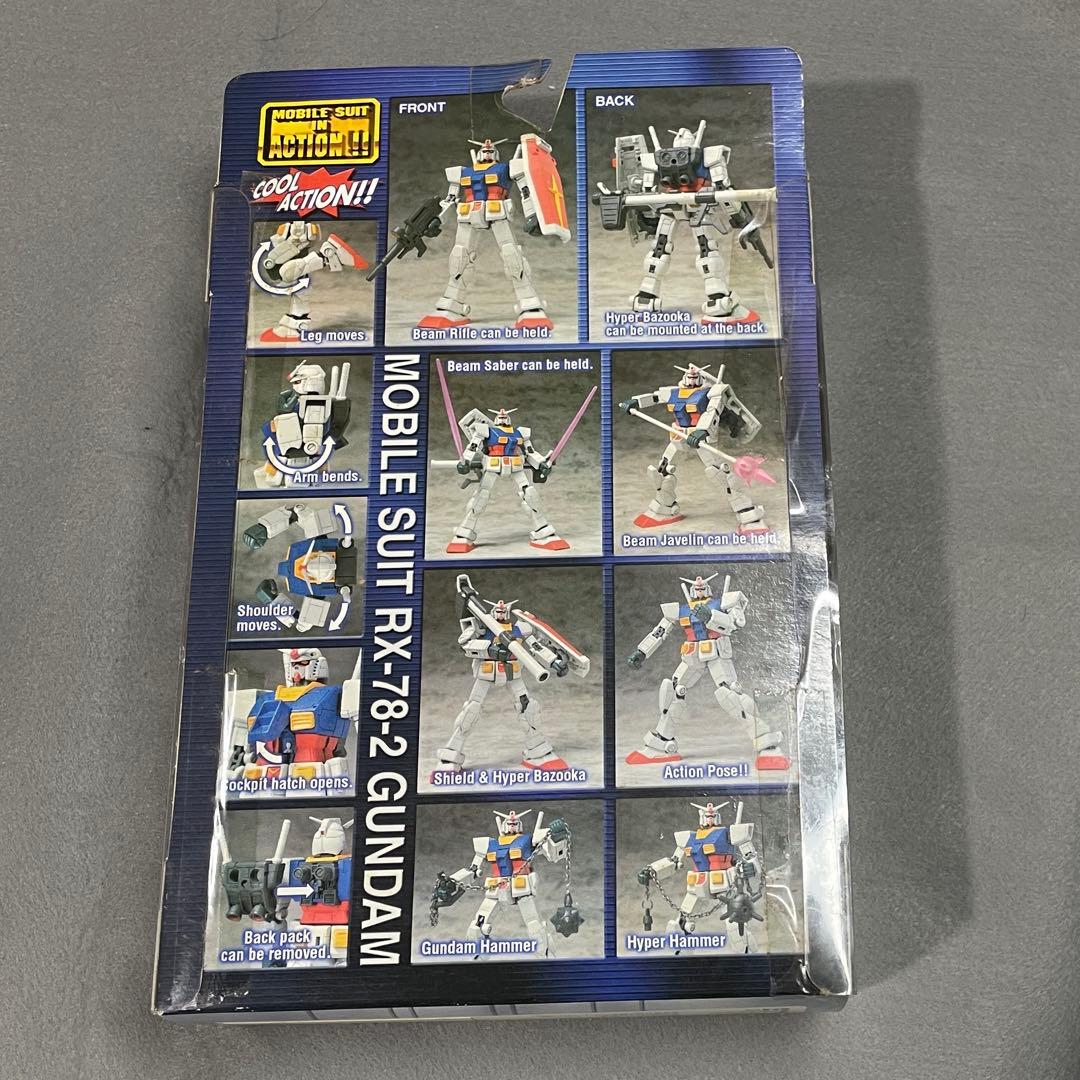 MOBILE SUIT
IN
ACTION!!
COOL
ACTION!!
FRONT
BACK
Leg moves.
Beam Rifle can be held.
Hyper Bazooka
can be mounted at the back.
Arm bends.
Beam Saber can be held.
Beam Javelin can be held.
Shoulder
moves.
MOBILE SUIT RX-78-2 GUNDAM
Cockpit hatch opens.
Shield & Hyper Bazooka
Action Pose!!
Back pack
can be removed.
Gundam Hammer
Hyper Hammer